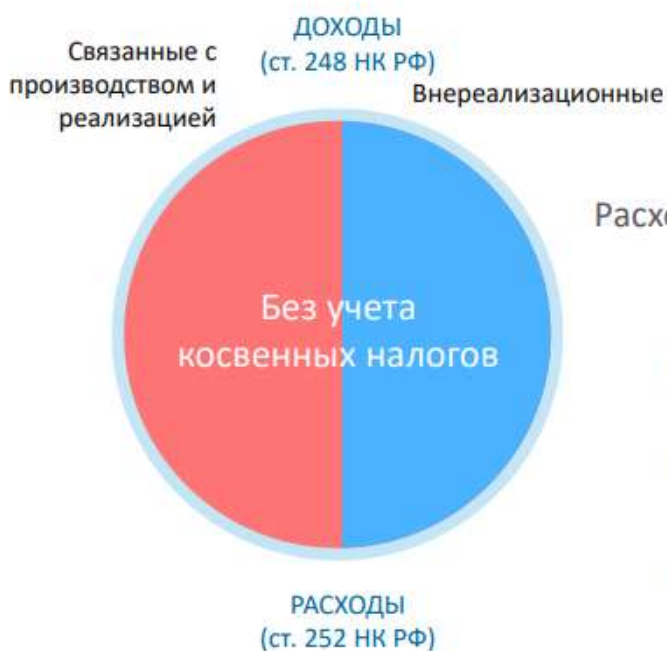 ДОХОДЫ
(ст. 248 НК РФ)
Связанные с
производством и
реализацией
Внереализационные
Без учета
косвенных налогов
РАСХОДЫ
(ст. 252 НК РФ)